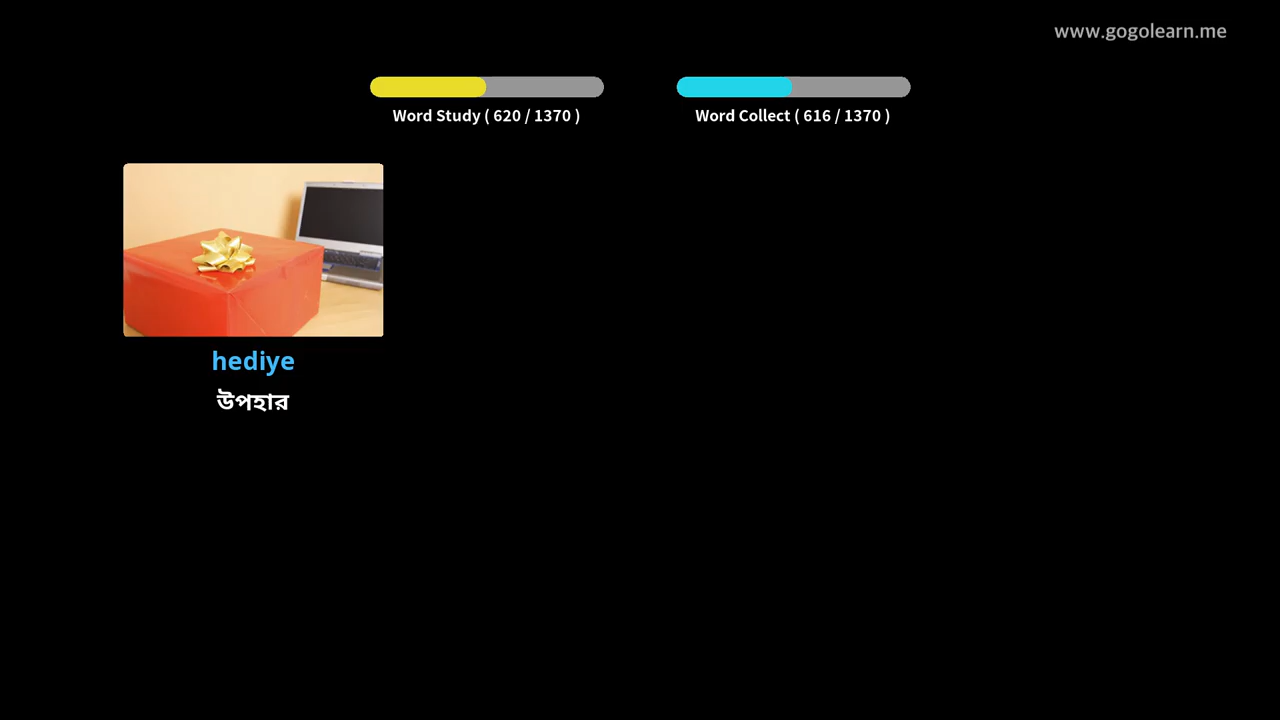 www.gogolearn.me
Word Study ( 620 / 1370 )
Word Collect ( 616 / 1370 )
hediye
উপহার